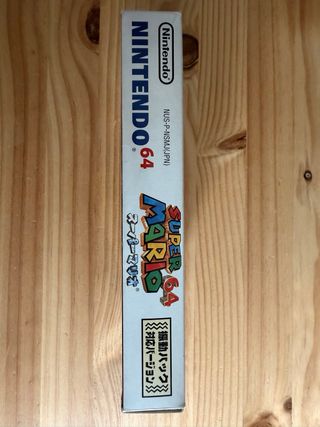 Nintendo
NINTENDO 64
NUS-P-NSMJ(JPN)
SUPER
MARIO 64
スーパーマリオ
振動パック
対応バージョン